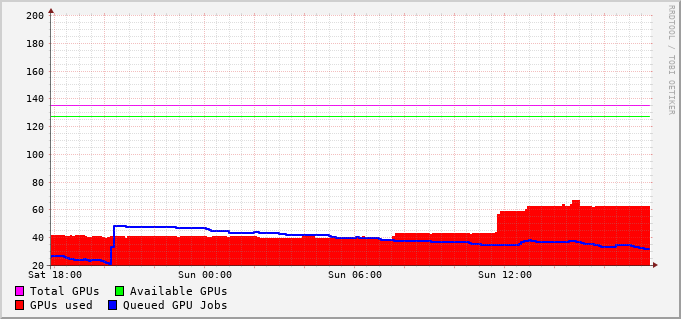 200
180
160
140
120
100
80
60
40
20
Sat 18:00 Sun 00:00 Sun 06:00 Sun 12:00
Total GPUs Available GPUs
GPUs used Queued GPU Jobs
RRDTOOL / TOBI OETIKER